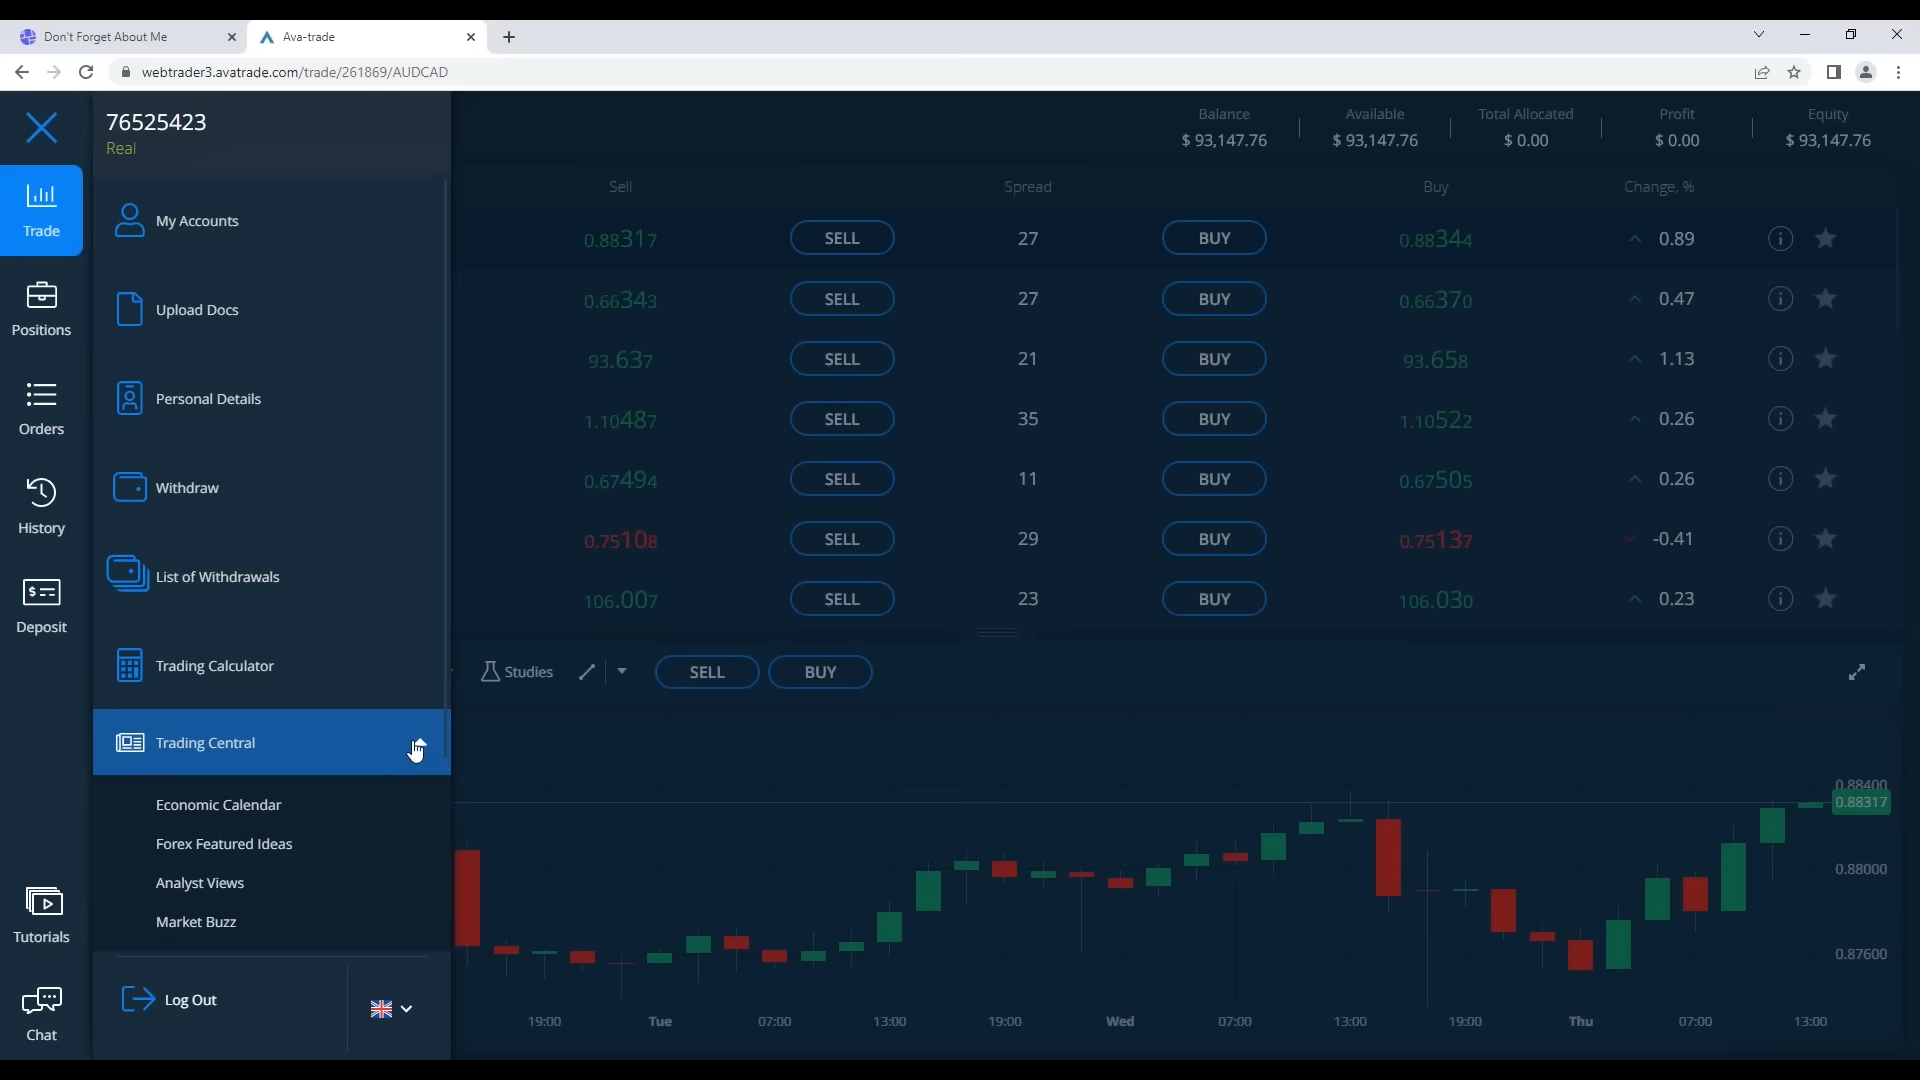 Don't Forget About Me
Ava-trade
webtrader3.avatrade.com/trade/261869/AUDCAD
76525423
Real
Balance Available Total Allocated Profit Equity
$ 93,147.76 $ 93,147.76 $ 0.00 $ 0.00 $ 93,147.76
Trade
Positions
Orders
History
Deposit
Tutorials
Chat
My Accounts
Upload Docs
Personal Details
Withdraw
List of Withdrawals
Trading Calculator
Trading Central
Economic Calendar
Forex Featured Ideas
Analyst Views
Market Buzz
Log Out
Sell Spread Buy Change, %
0.88317 SELL 27 BUY 0.88344 0.89
0.66343 SELL 27 BUY 0.66370 0.47
93.637 SELL 21 BUY 93.658 1.13
1.10487 SELL 35 BUY 1.10522 0.26
0.67494 SELL 11 BUY 0.67505 0.26
0.75108 SELL 29 BUY 0.75137 -0.41
106.007 SELL 23 BUY 106.030 0.23
Studies SELL BUY
0.88400
0.88317
0.88000
0.87600
19:00 Tue 07:00 13:00 19:00 Wed 07:00 13:00 19:00 Thu 07:00 13:00